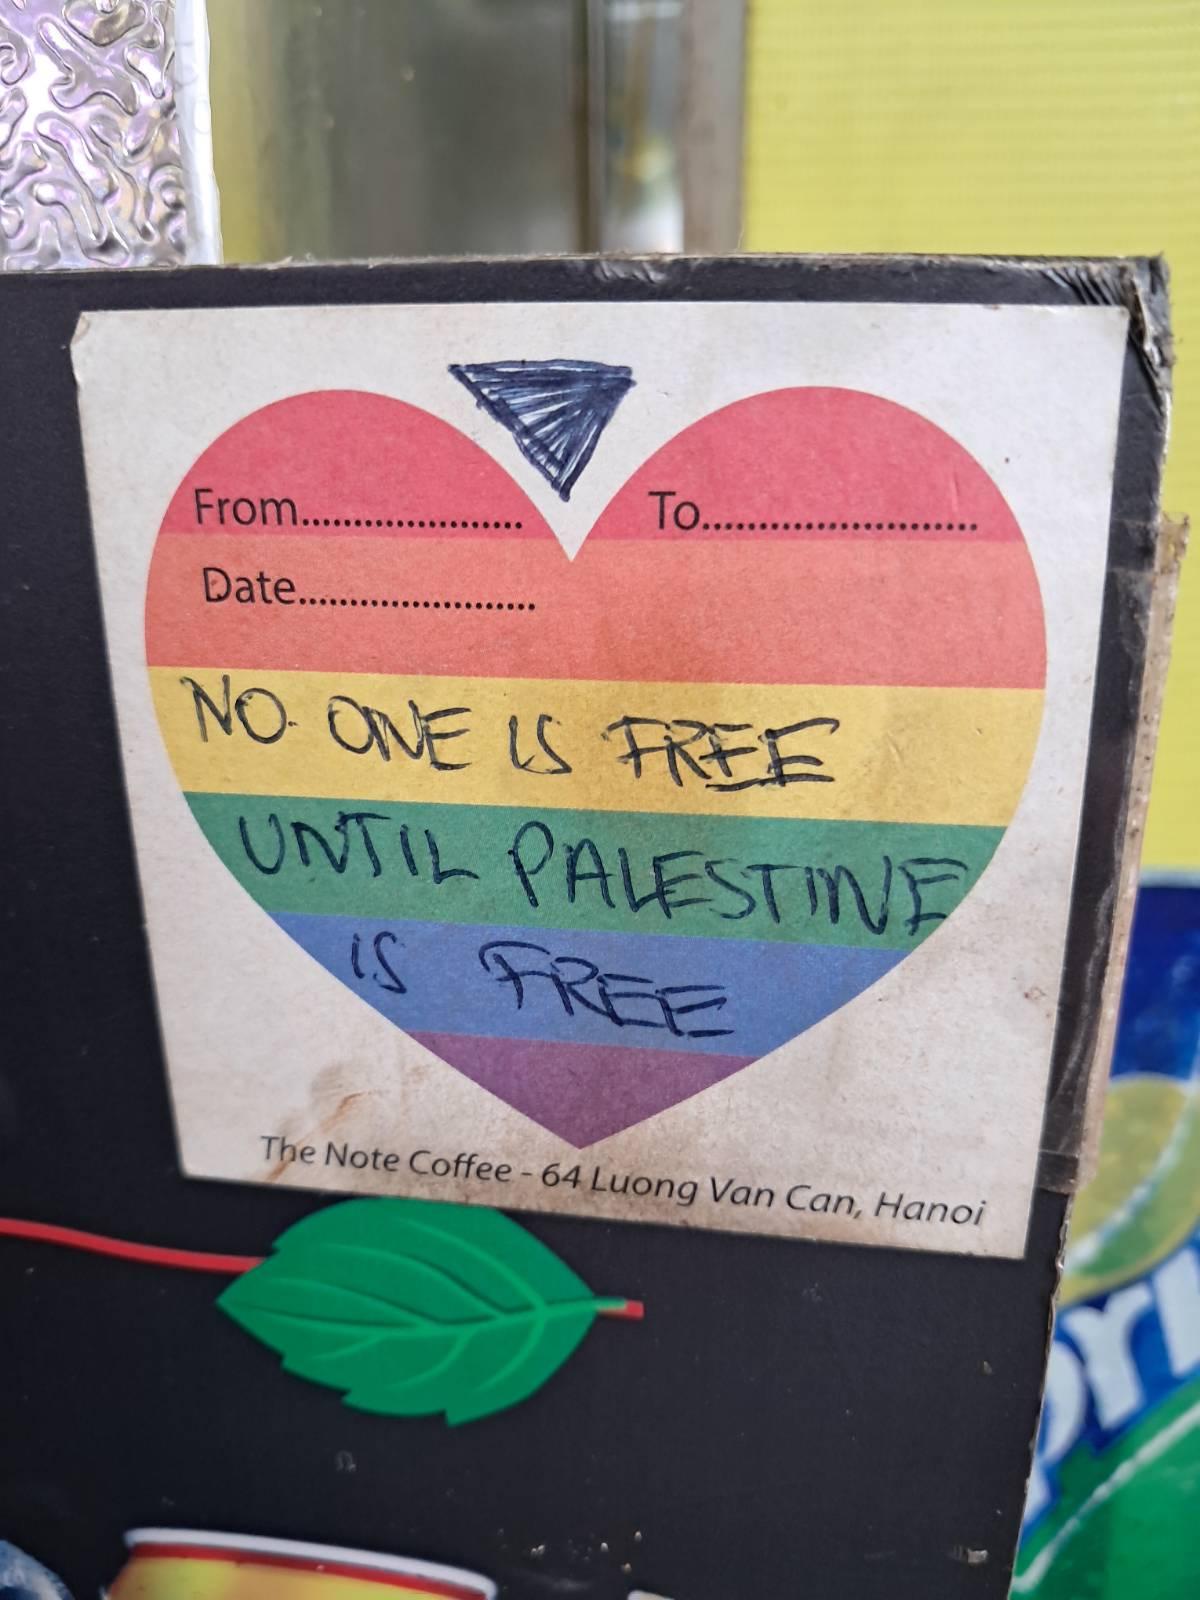 From...................... To...........................
Date.......................
NO ONE IS FREE
UNTIL PALESTINE
IS FREE
The Note Coffee - 64 Luong Van Can, Hanoi